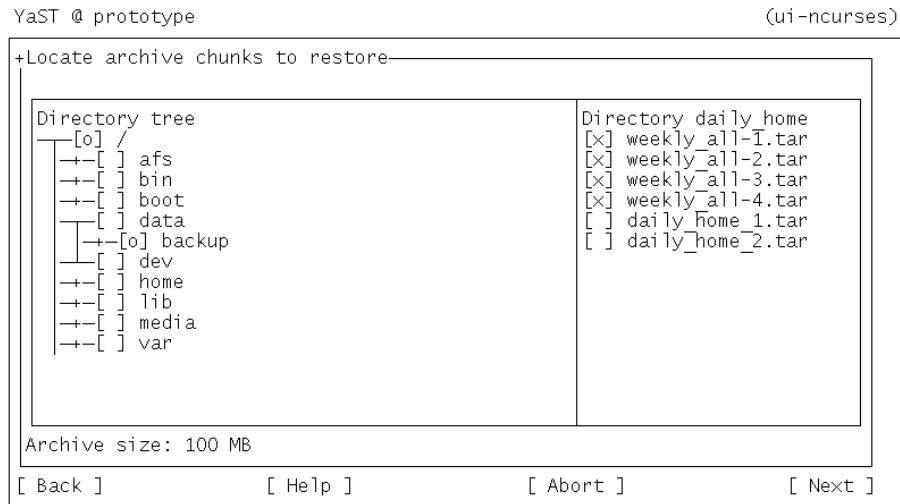 YaST @ prototype (ui-ncurses)
+Locate archive chunks to restore
Directory tree
[o] /
+-[ ] afs
+-[ ] bin
+-[ ] boot
[ ] data
+-[o] backup
[ ] dev
+-[ ] home
+-[ ] lib
+-[ ] media
+-[ ] var
Directory daily_home
[x] weekly_all-1.tar
[x] weekly_all-2.tar
[x] weekly_all-3.tar
[x] weekly_all-4.tar
[ ] daily_home_1.tar
[ ] daily_home_2.tar
Archive size: 100 MB
[ Back ] [ Help ] [ Abort ] [ Next ]